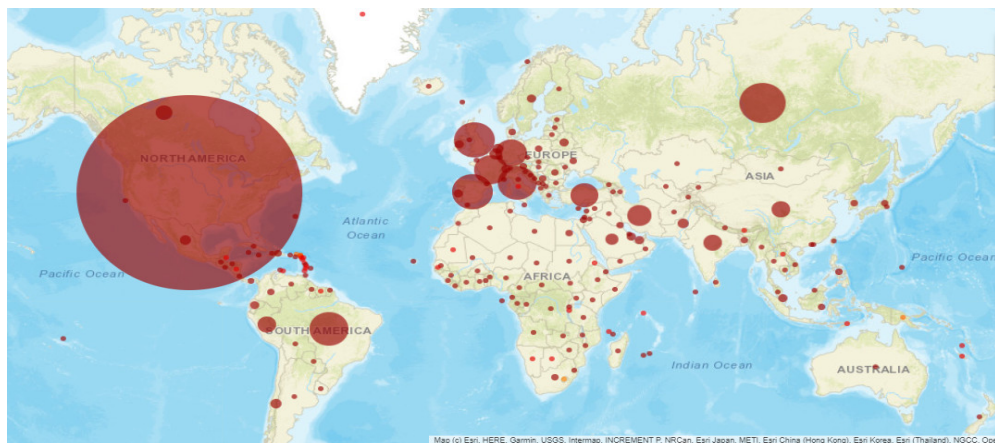 NORTH AMERICA
EUROPE
ASIA
Atlantic
Ocean
Pacific Ocean
Pacific Ocean
AFRICA
SOUTH AMERICA
Indian Ocean
AUSTRALIA
Map (c) Esri, HERE, Garmin, USGS, Intermap, INCREMENT P, NRCan, Esri Japan, METI, Esri China (Hong Kong), Esri Korea, Esri (Thailand), NGCC, Ope